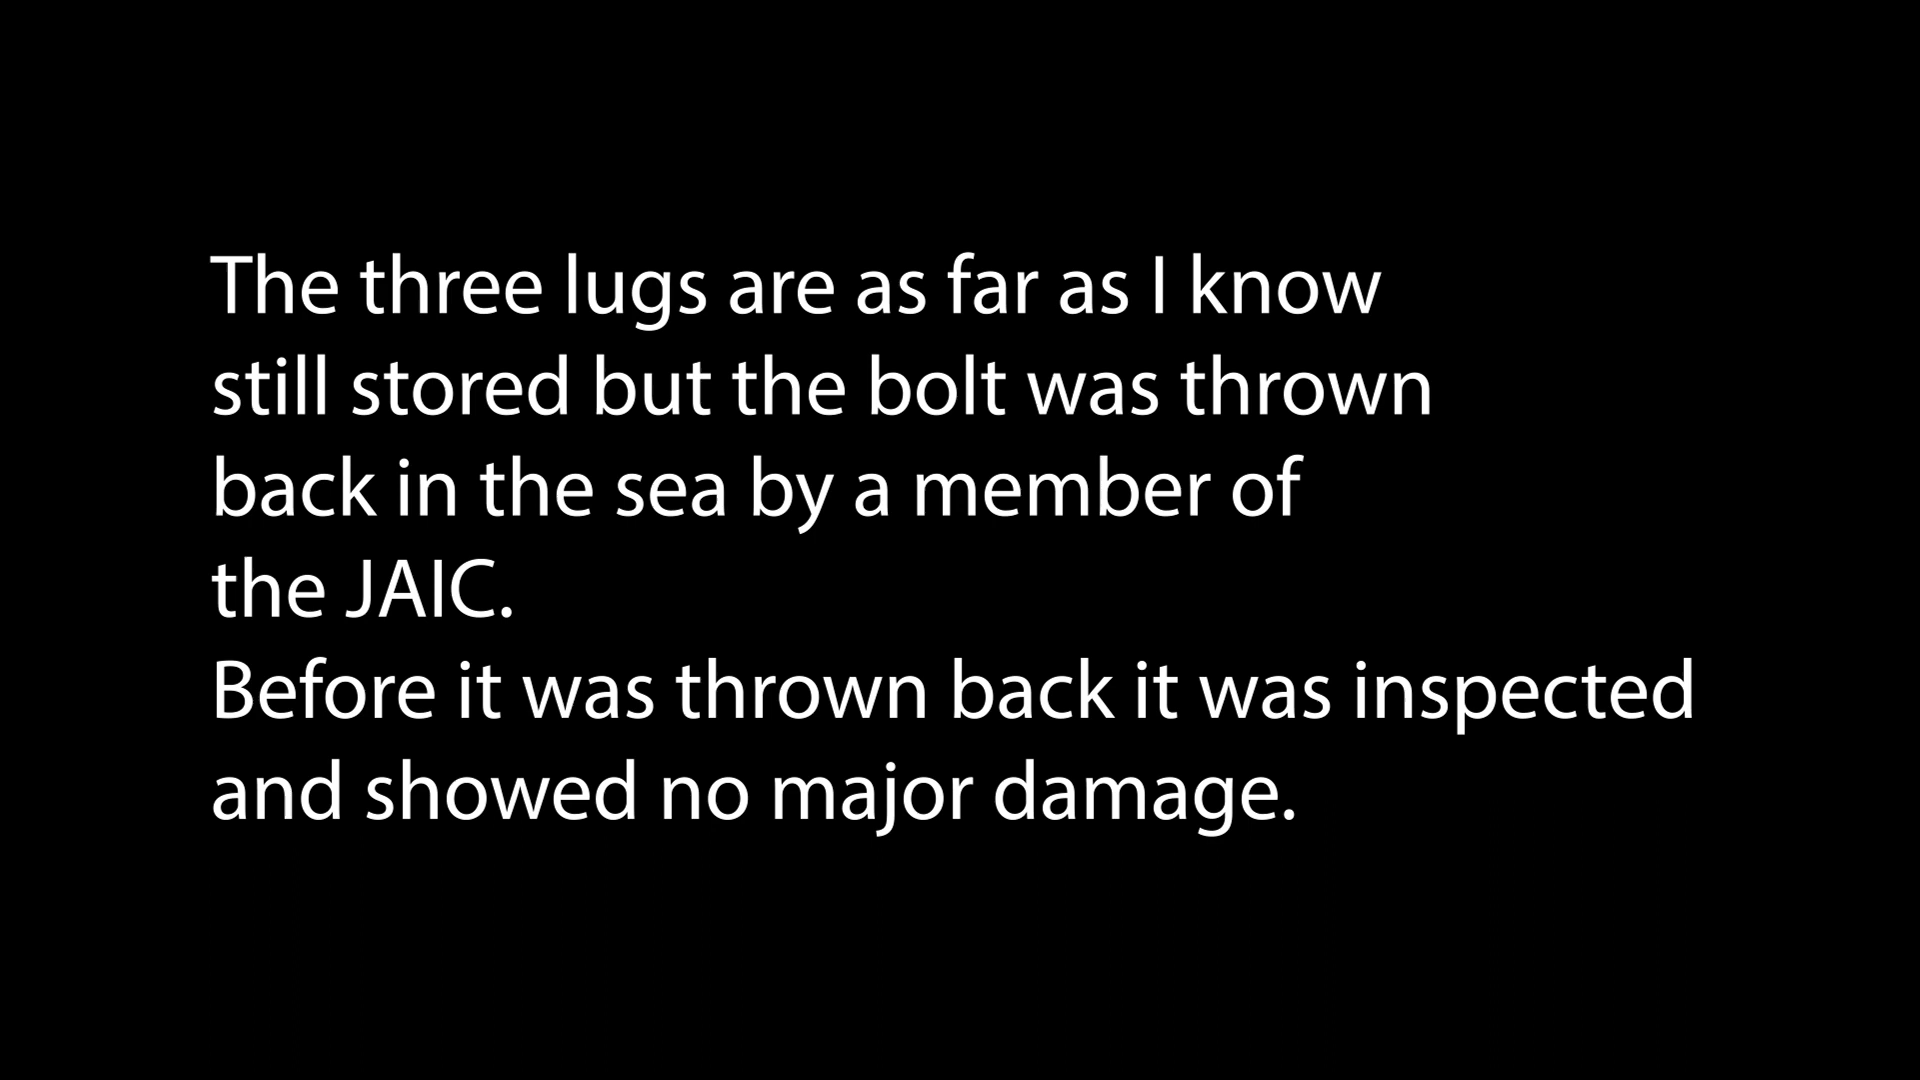 The three lugs are as far as I know
still stored but the bolt was thrown
back in the sea by a member of
the JAIC.
Before it was thrown back it was inspected
and showed no major damage.